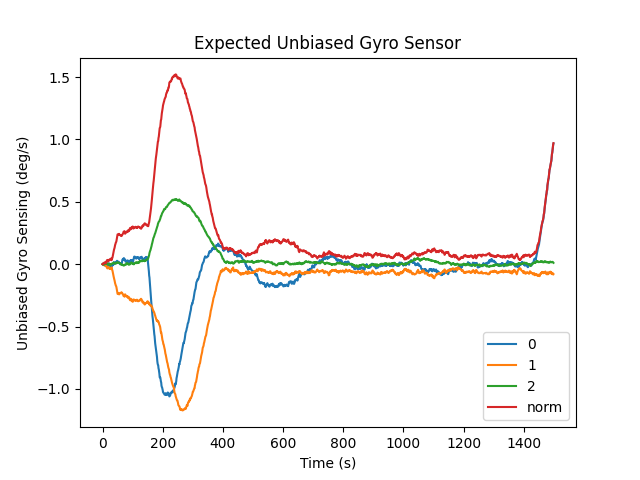 Expected Unbiased Gyro Sensor
Unbiased Gyro Sensing (deg/s)
1.5
1.0
0.5
0.0
−0.5
−1.0
0
1
2
norm
0 200 400 600 800 1000 1200 1400
Time (s)